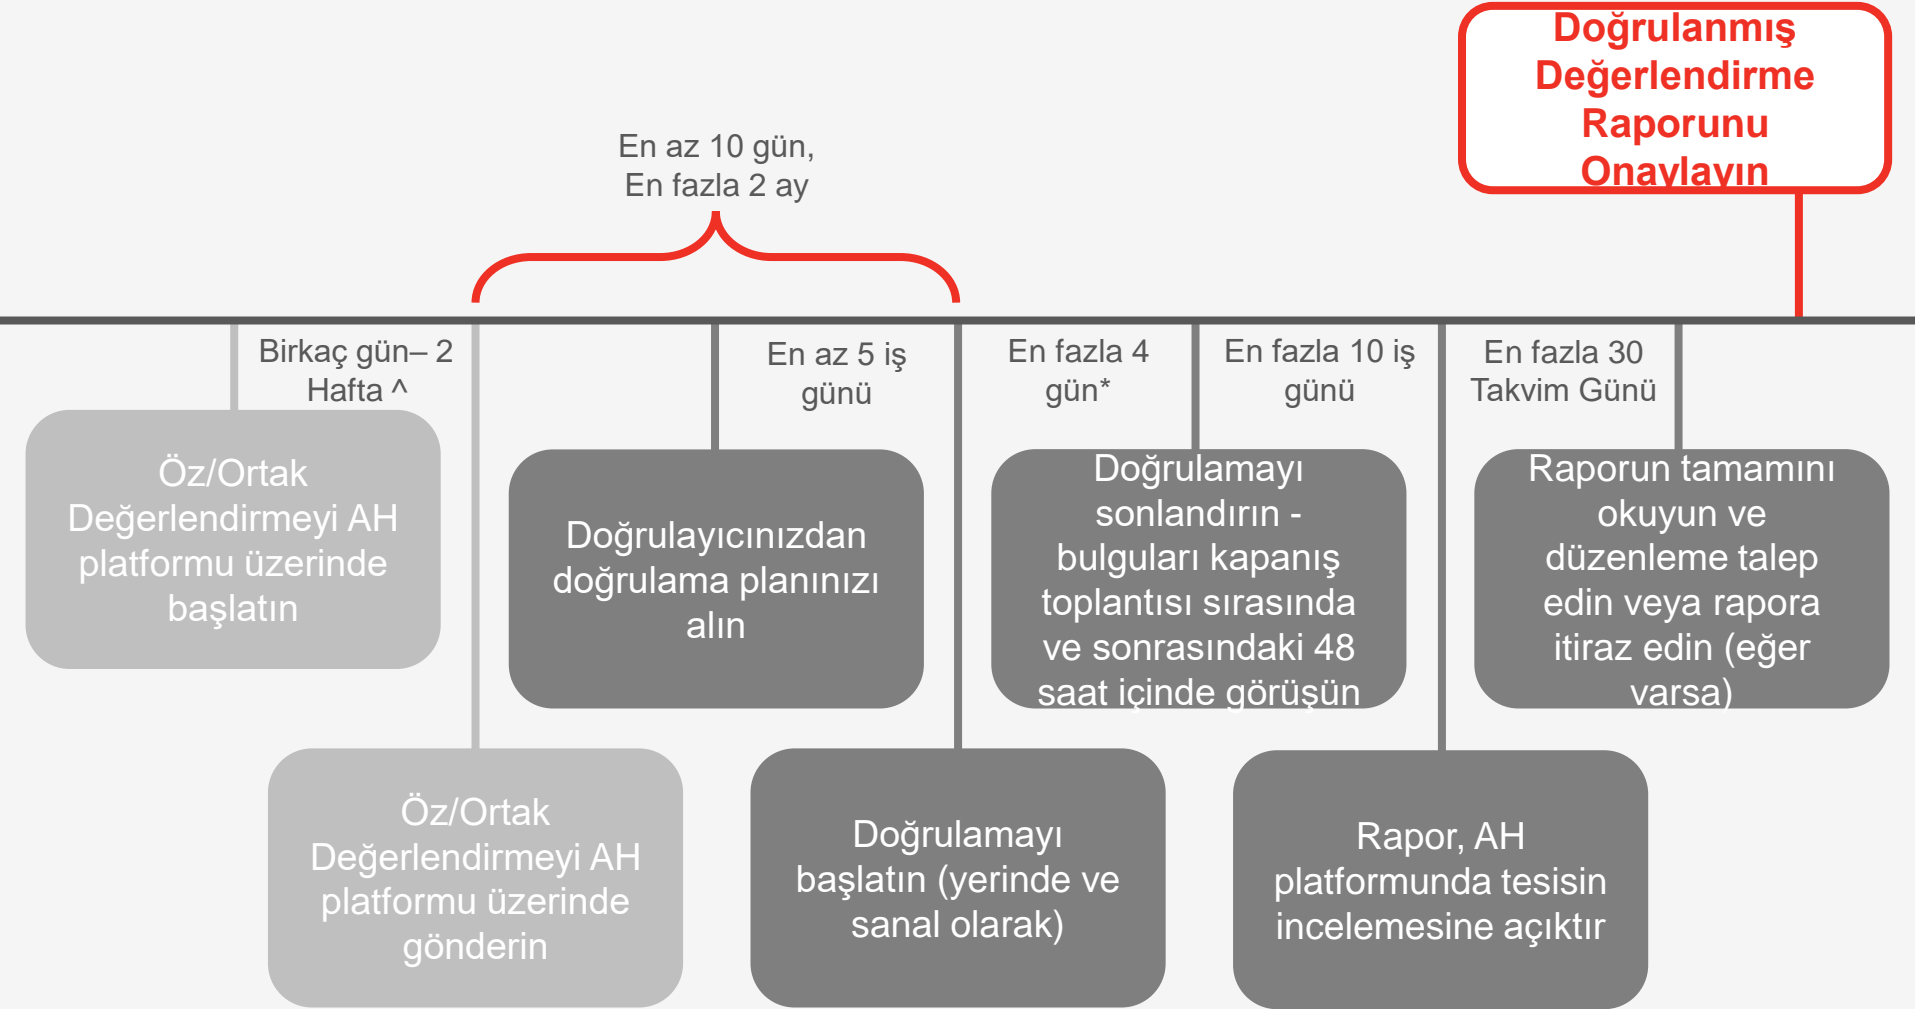 Doğrulanmış
Değerlendirme
Raporunu
Onaylayın
En az 10 gün,
En fazla 2 ay
Birkaç gün– 2
Hafta ^
En az 5 iş
günü
En fazla 4
gün*
En fazla 10 iş
günü
En fazla 30
Takvim Günü
Öz/Ortak
Değerlendirmeyi AH
platformu üzerinde
başlatın
Doğrulayıcınızdan
doğrulama planınızı
alın
Doğrulamayı
sonlandırın -
bulguları kapanış
toplantısı sırasında
ve sonrasındaki 48
saat içinde görüşün
Raporun tamamını
okuyun ve
düzenleme talep
edin veya rapora
itiraz edin (eğer
varsa)
Öz/Ortak
Değerlendirmeyi AH
platformu üzerinde
gönderin
Doğrulamayı
başlatın (yerinde ve
sanal olarak)
Rapor, AH
platformunda tesisin
incelemesine açıktır